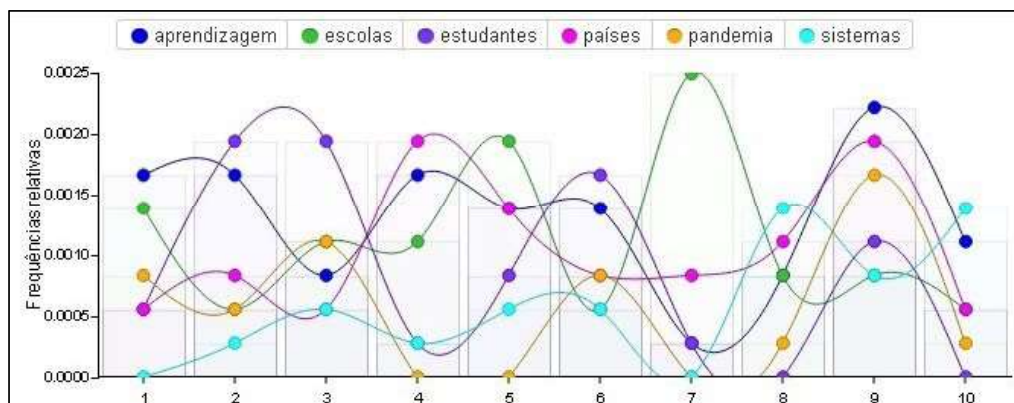 aprendizagem escolas estudantes países pandemia sistemas
Frequências relativas
0.0025
0.0020
0.0015
0.0010
0.0005
0.0000
1 2 3 4 5 6 7 8 9 10